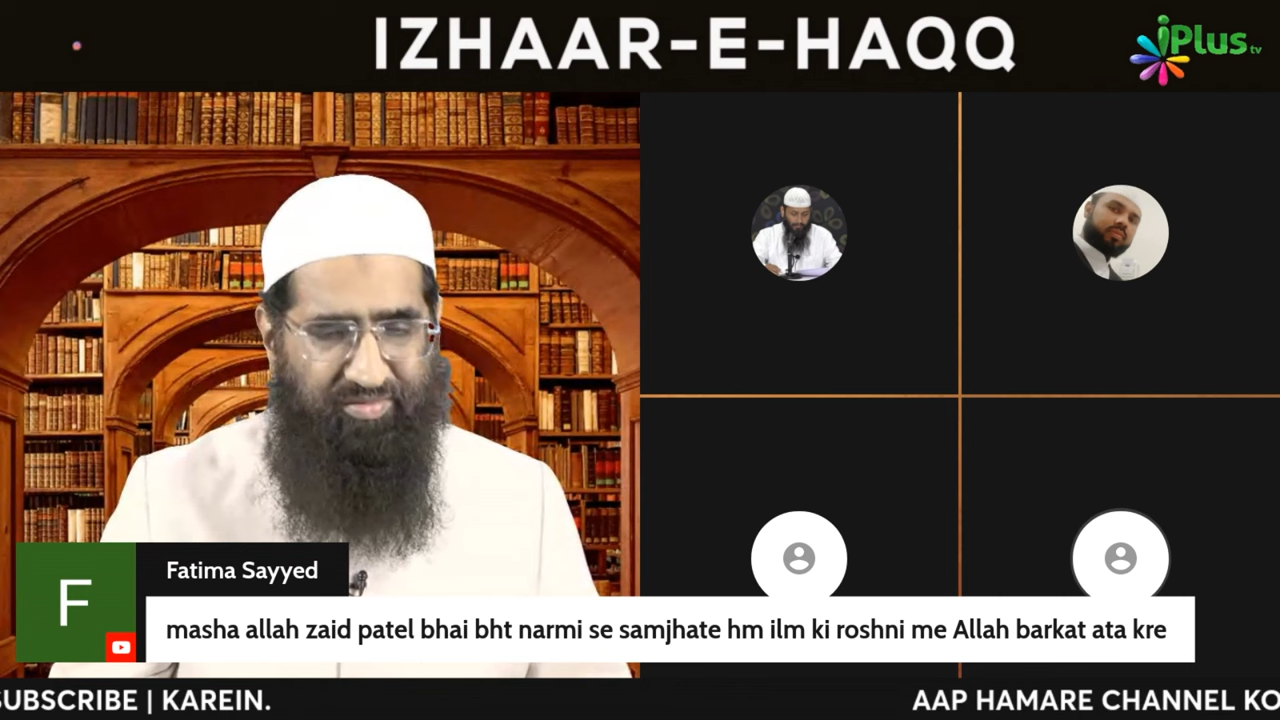 IZHAAR-E-HAQQ
iPlus tv
F
Fatima Sayyed
masha allah zaid patel bhai bht narmi se samjhate hm ilm ki roshni me Allah barkat ata kre
SUBSCRIBE | KAREIN.
AAP HAMARE CHANNEL KO